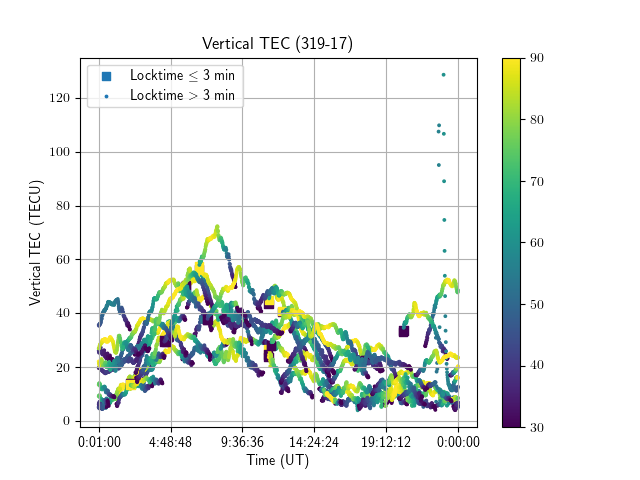 Vertical TEC (319-17)
Locktime ≤ 3 min
Locktime > 3 min
Vertical TEC (TECU)
120
100
80
60
40
20
0
0:01:00 4:48:48 9:36:36 14:24:24 19:12:12 0:00:00
Time (UT)
90
80
70
60
50
40
30